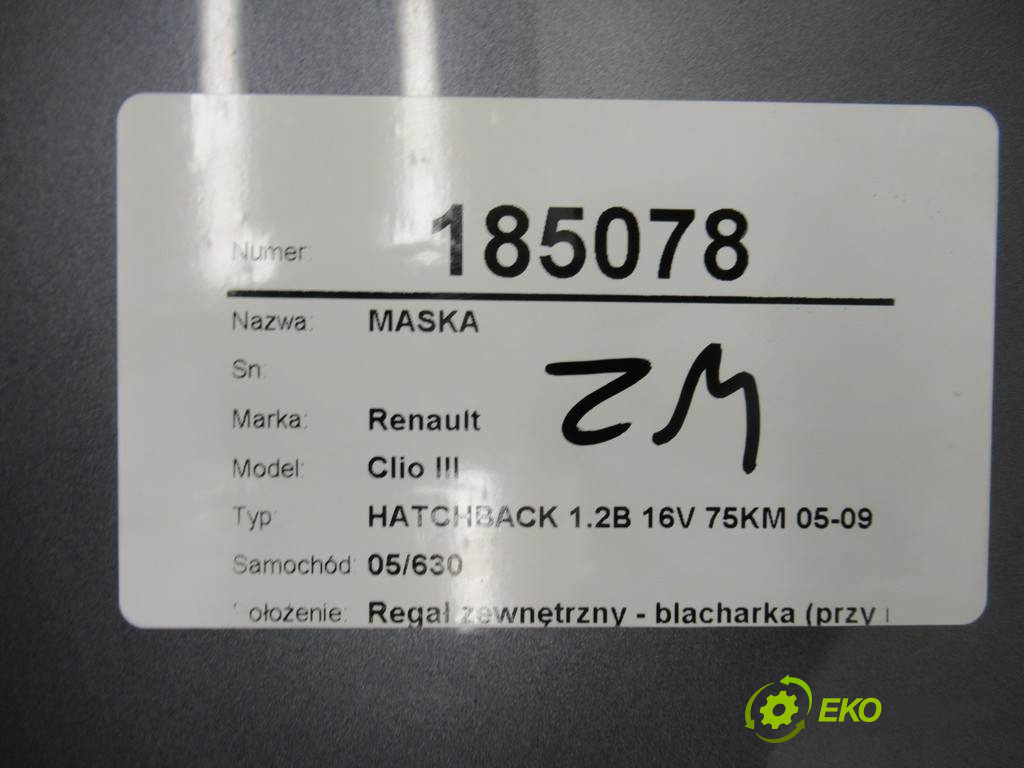 Numer: 185078
Nazwa: MASKA
Sn:
Marka: Renault
ZM
Model: Clio III
Typ: HATCHBACK 1.2B 16V 75KM 05-09
Samochód: 05/630
ołożenie: Regał zewnętrzny - blacharka (przy
EKO